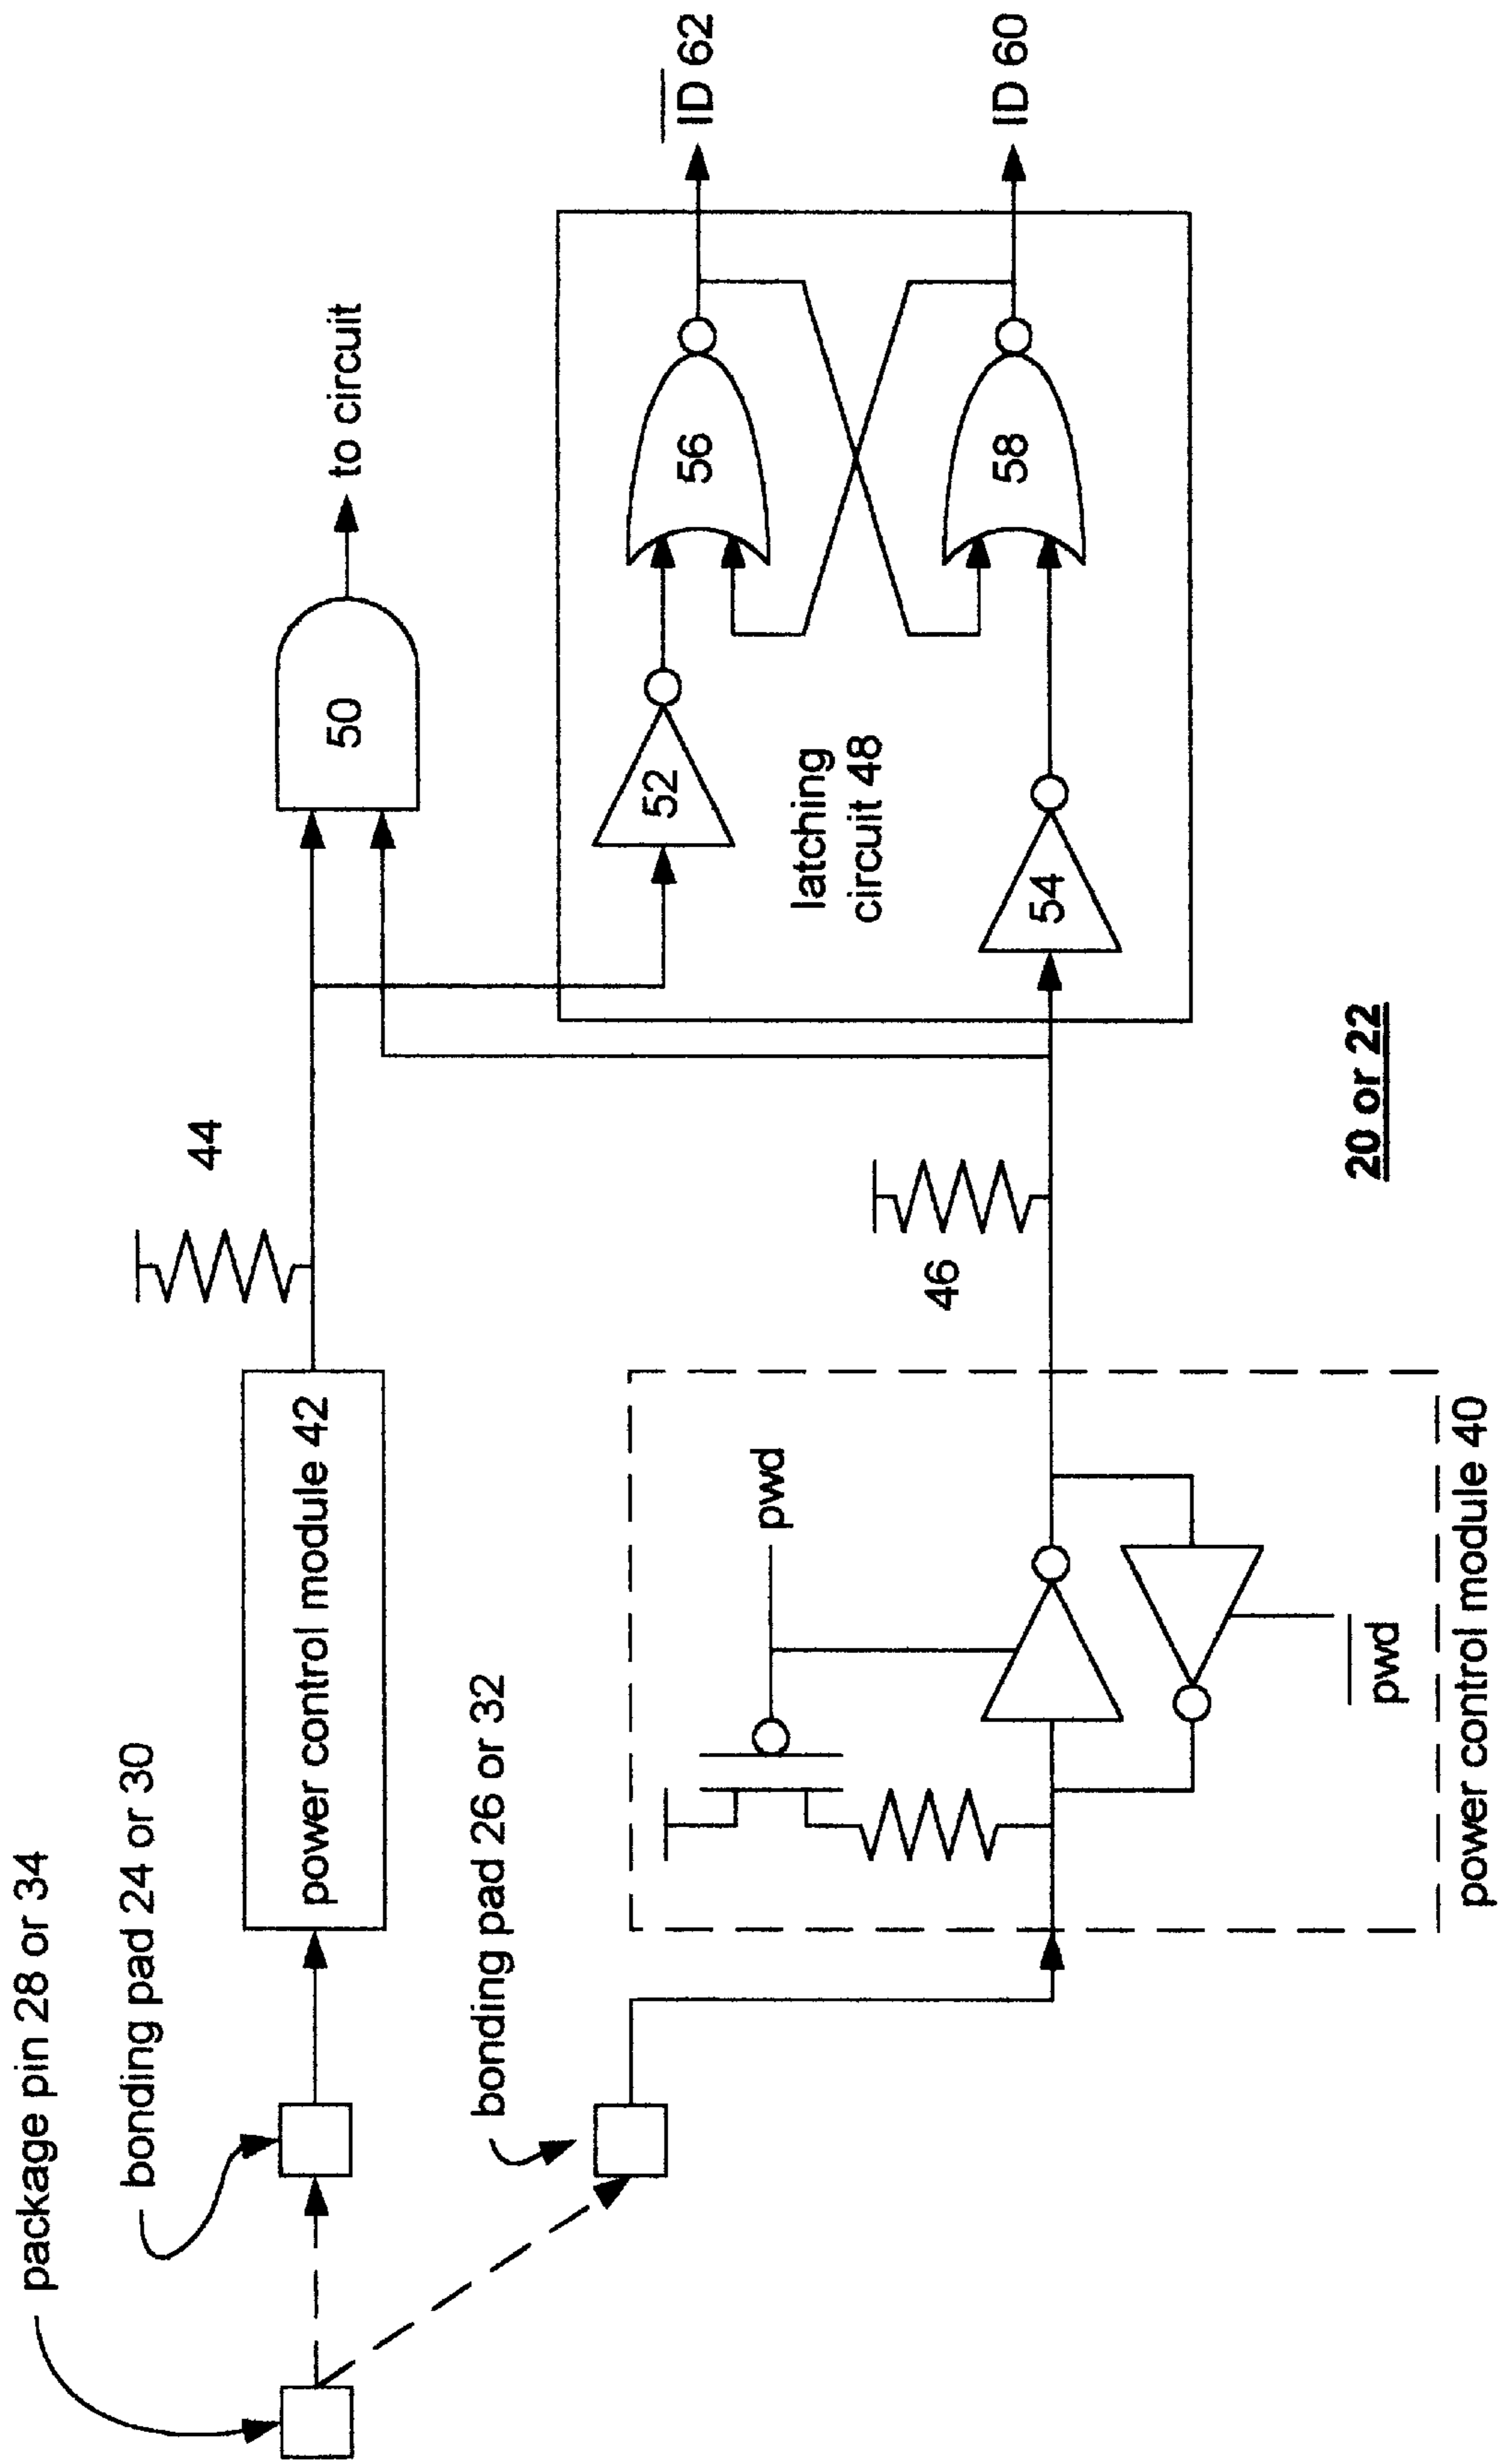 package pin 28 or 34
bonding pad 24 or 30
power control module 42
44
50
to circuit
bonding pad 26 or 32
pwd
pwd
power control module 40
46
52
54
latching
circuit 48
56
58
ID 62
ID 60
20 or 22